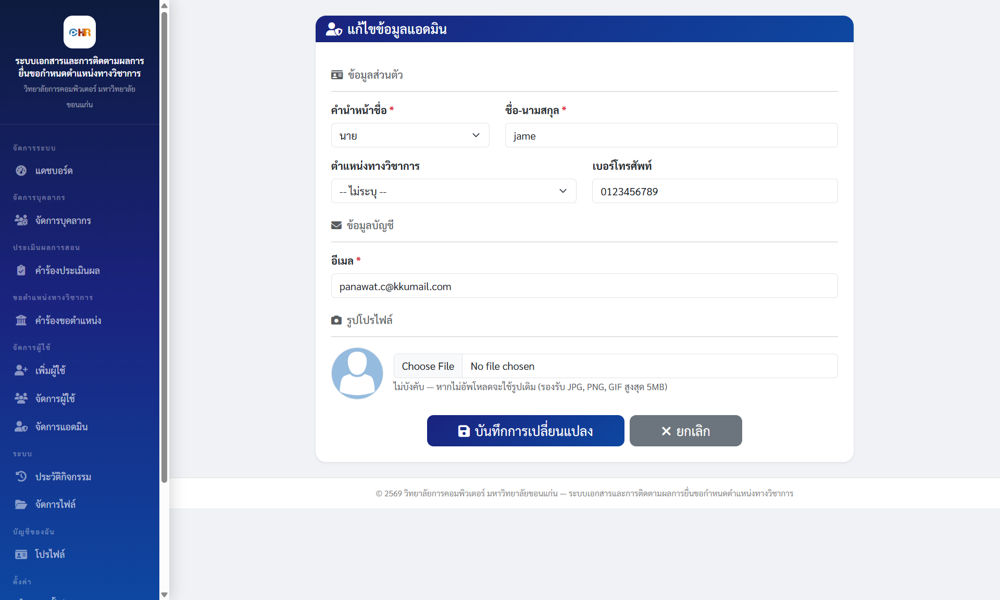 CHR
ระบบเอกสารและการติดตามผลการ
ยื่นขอกำหนดตำแหน่งทางวิชาการ
วิทยาลัยการคอมพิวเตอร์ มหาวิทยาลัย
ขอนแก่น
จัดการระบบ
แดชบอร์ด
จัดการบุคลากร
จัดการบุคลากร
ประเมินผลการสอน
คำร้องประเมินผล
ขอตำแหน่งทางวิชาการ
คำร้องขอตำแหน่ง
จัดการผู้ใช้
เพิ่มผู้ใช้
จัดการผู้ใช้
จัดการแอดมิน
ระบบ
ประวัติกิจกรรม
จัดการไฟล์
บัญชีของฉัน
โปรไฟล์
ตั้งค่า
แก้ไขข้อมูลแอดมิน
ข้อมูลส่วนตัว
คำนำหน้าชื่อ * ชื่อ-นามสกุล *
นาย jame
ตำแหน่งทางวิชาการ เบอร์โทรศัพท์
-- ไม่ระบุ -- 0123456789
ข้อมูลบัญชี
อีเมล *
panawat.c@kkumail.com
รูปโปรไฟล์
Choose File No file chosen
ไม่บังคับ — หากไม่อัพโหลดจะใช้รูปเดิม (รองรับ JPG, PNG, GIF สูงสุด 5MB)
บันทึกการเปลี่ยนแปลง ยกเลิก
© 2569 วิทยาลัยการคอมพิวเตอร์ มหาวิทยาลัยขอนแก่น — ระบบเอกสารและการติดตามผลการยื่นขอกำหนดตำแหน่งทางวิชาการ